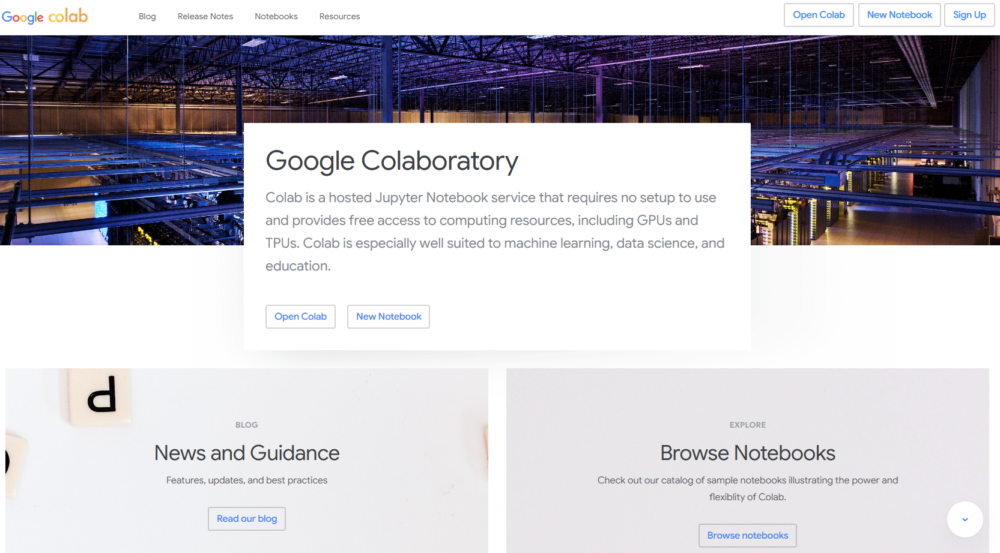 Google colab
Blog
Release Notes
Notebooks
Resources
Open Colab
New Notebook
Sign Up
Google Colaboratory
Colab is a hosted Jupyter Notebook service that requires no setup to use
and provides free access to computing resources, including GPUs and
TPUs. Colab is especially well suited to machine learning, data science, and
education.
Open Colab
New Notebook
d
BLOG
News and Guidance
Features, updates, and best practices
Read our blog
EXPLORE
Browse Notebooks
Check out our catalog of sample notebooks illustrating the power and
flexiblity of Colab.
Browse notebooks